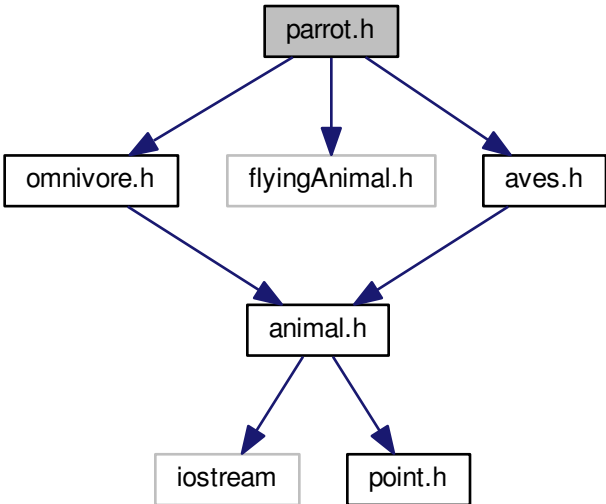 parrot.h
omnivore.h
flyingAnimal.h
aves.h
animal.h
iostream
point.h